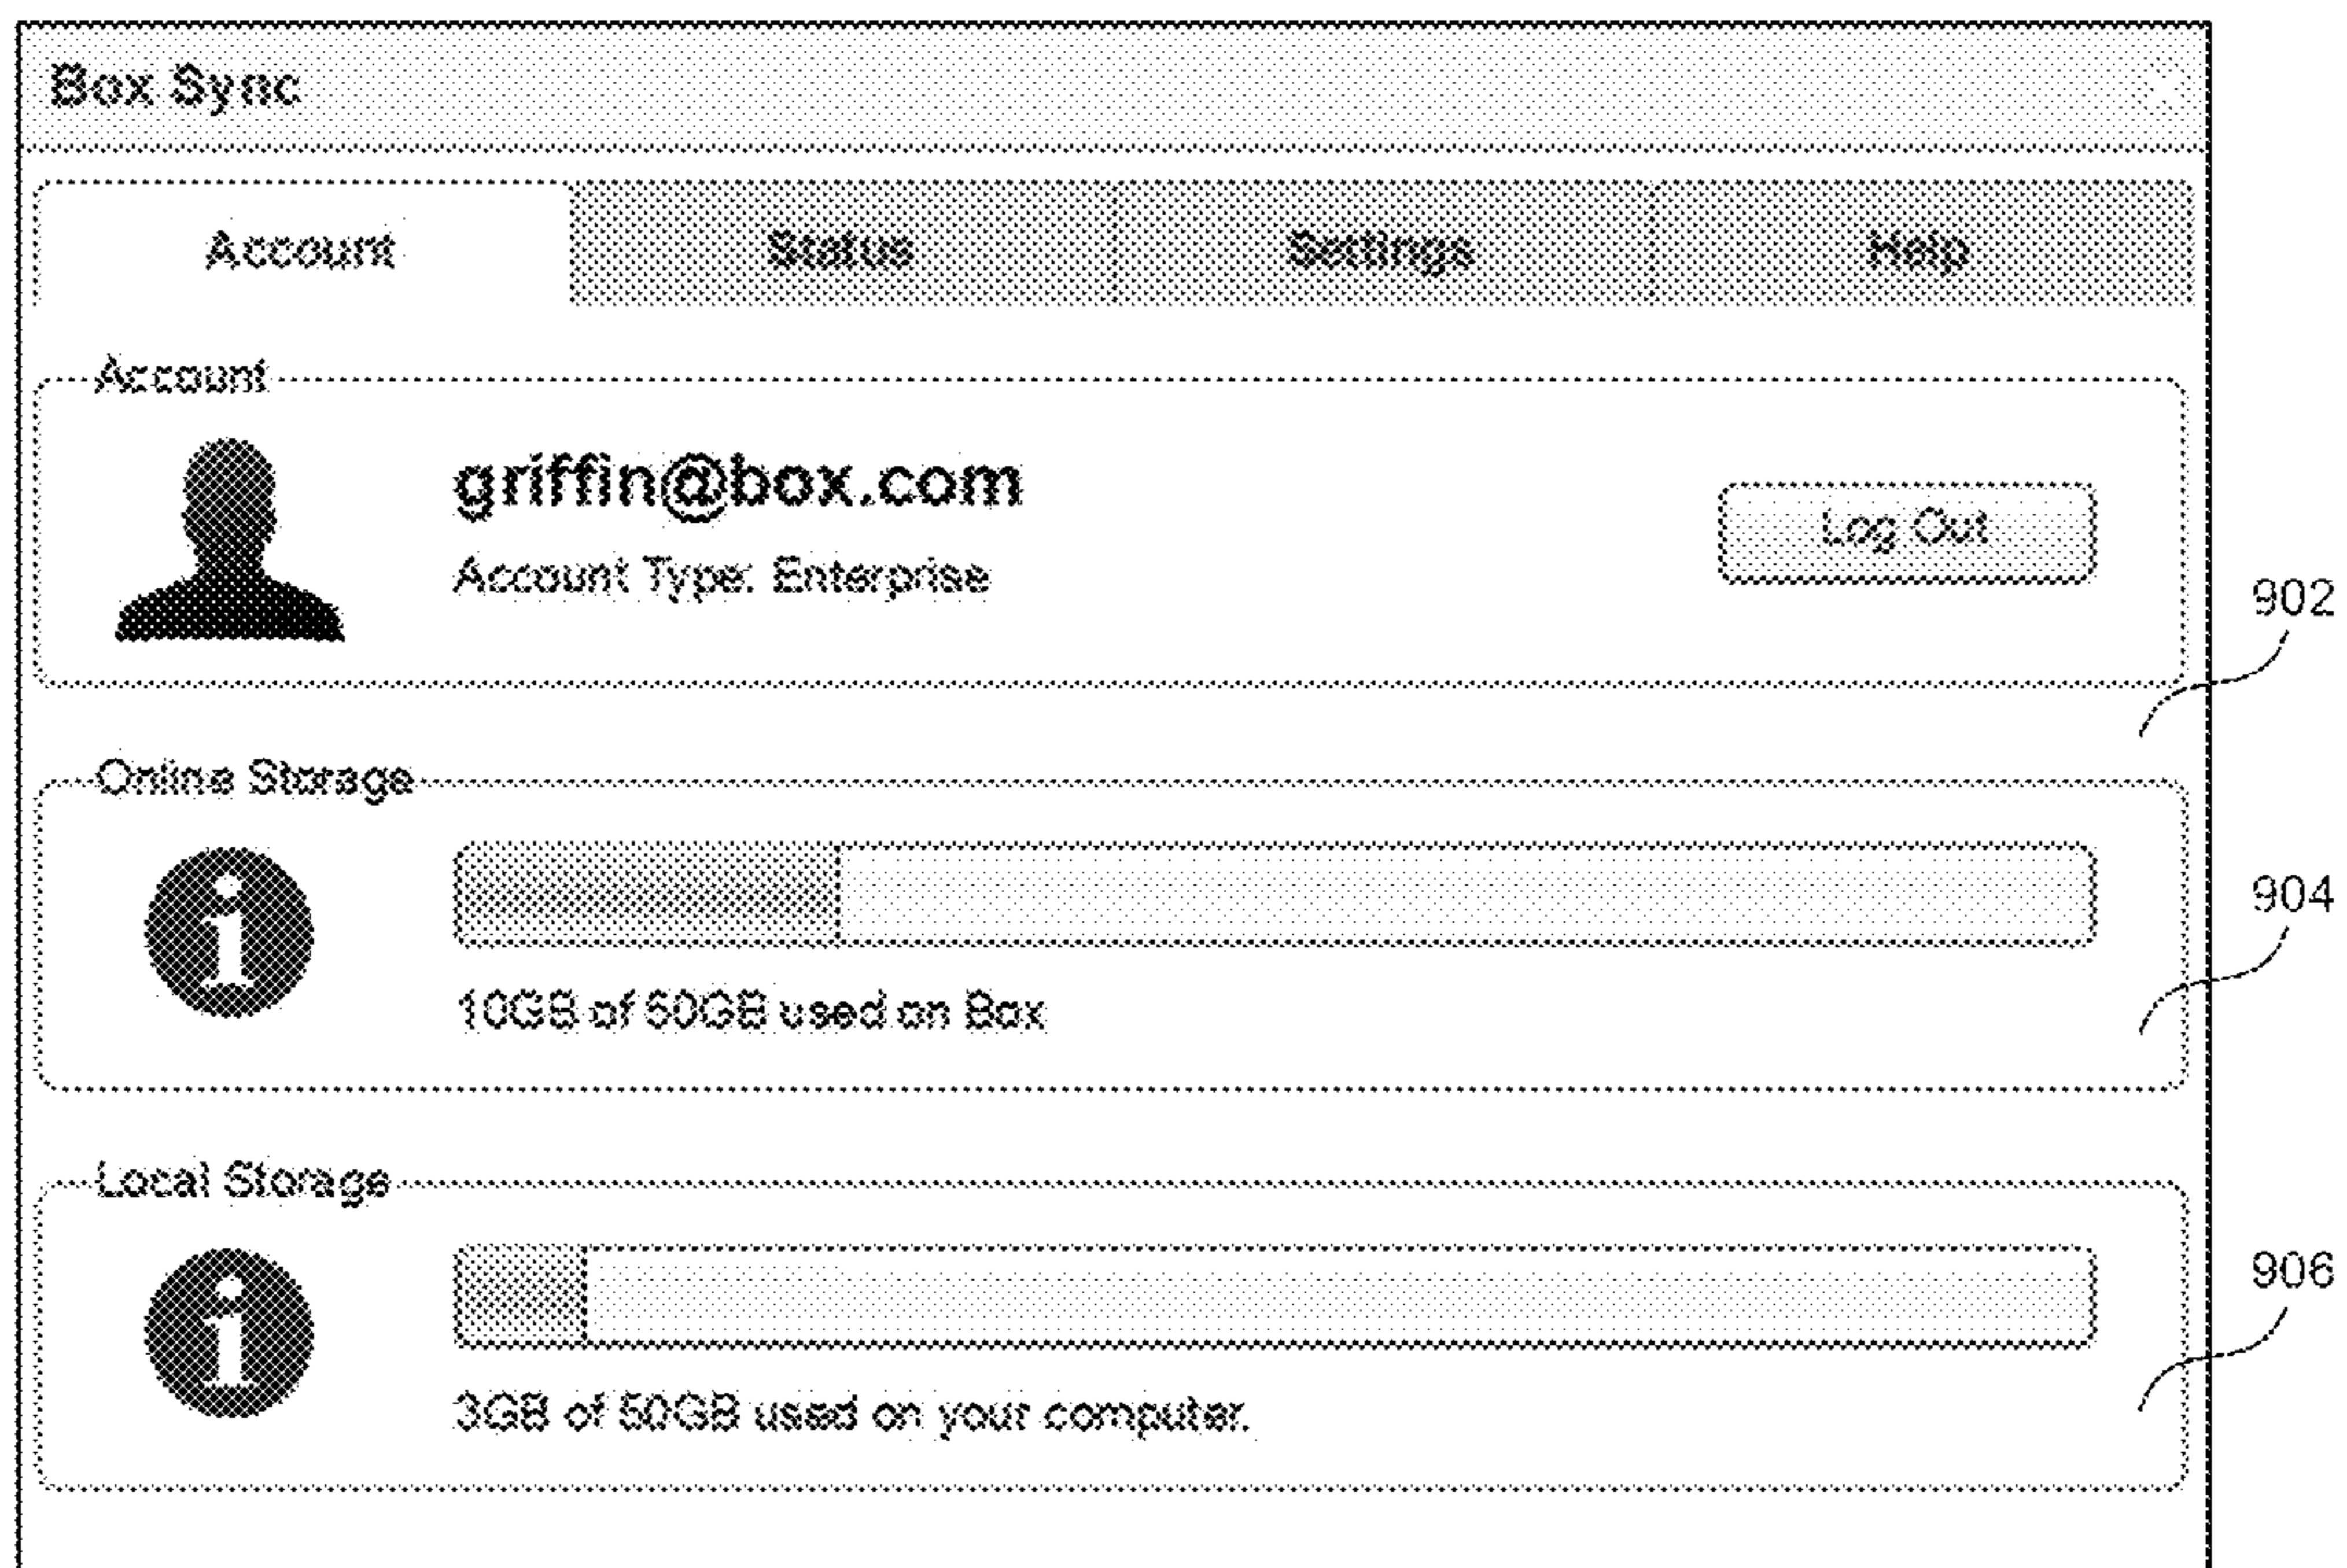 Box Sync
Account Status Settings Help
Account
griffin@box.com
Account Type: Enterprise
Log Out
902
Online Storage
904
10GB of 50GB used on Box
Local Storage
906
3GB of 50GB used on your computer.